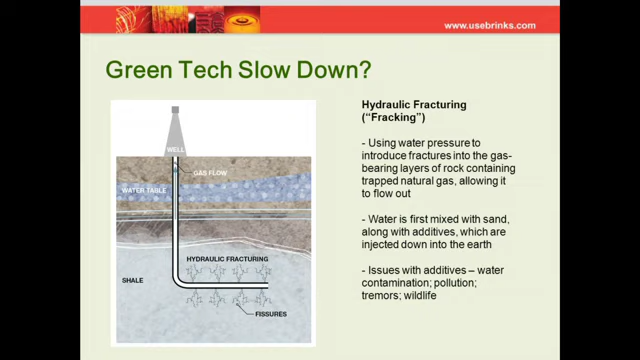 www.usebrinks.com
Green Tech Slow Down?
WELL
GAS FLOW
WATER TABLE
HYDRAULIC FRACTURING
SHALE
FISSURES
Hydraulic Fracturing
("Fracking")
- Using water pressure to
introduce fractures into the gas-
bearing layers of rock containing
trapped natural gas, allowing it
to flow out
- Water is first mixed with sand,
along with additives, which are
injected down into the earth
- Issues with additives – water
contamination; pollution;
tremors; wildlife